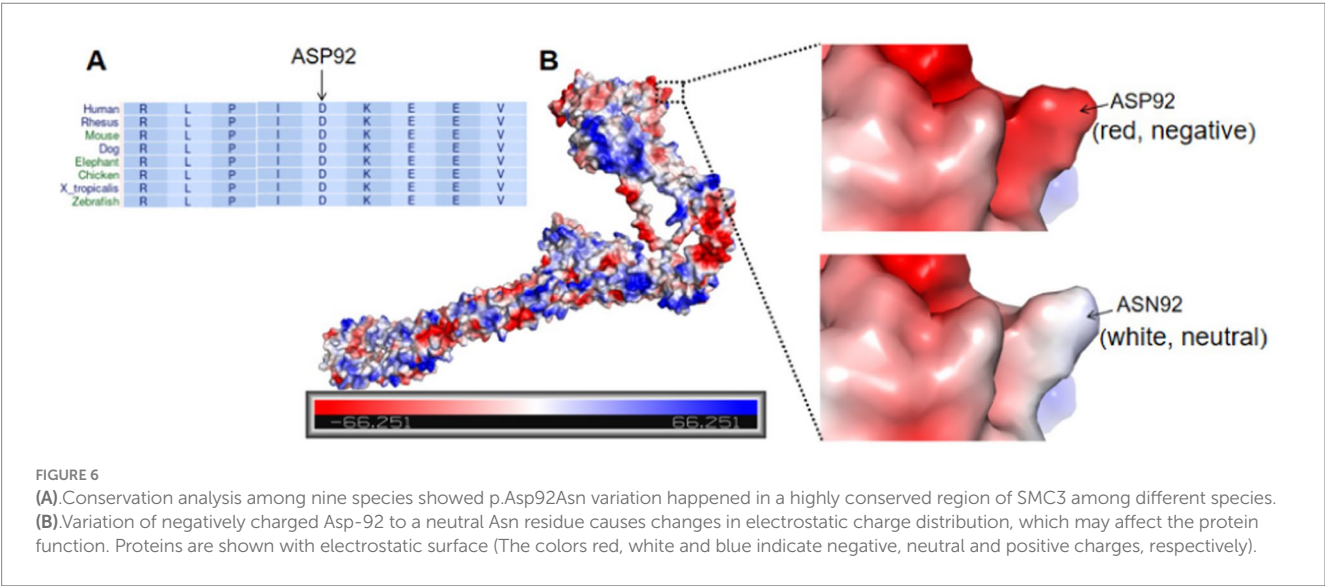 A
ASP92
B
Human R L P I D K E E V
Rhesus R L P I D K E E V
Mouse R L P I D K E E V
Dog R L P I D K E E V
Elephant R L P I D K E E V
Chicken R L P I D K E E V
X_tropicalis R L P I D K E E V
Zebrafish R L P I D K E E V
ASP92
(red, negative)
ASN92
(white, neutral)
-66.251 66.251
FIGURE 6
(A).Conservation analysis among nine species showed p.Asp92Asn variation happened in a highly conserved region of SMC3 among different species.
(B).Variation of negatively charged Asp-92 to a neutral Asn residue causes changes in electrostatic charge distribution, which may affect the protein
function. Proteins are shown with electrostatic surface (The colors red, white and blue indicate negative, neutral and positive charges, respectively).